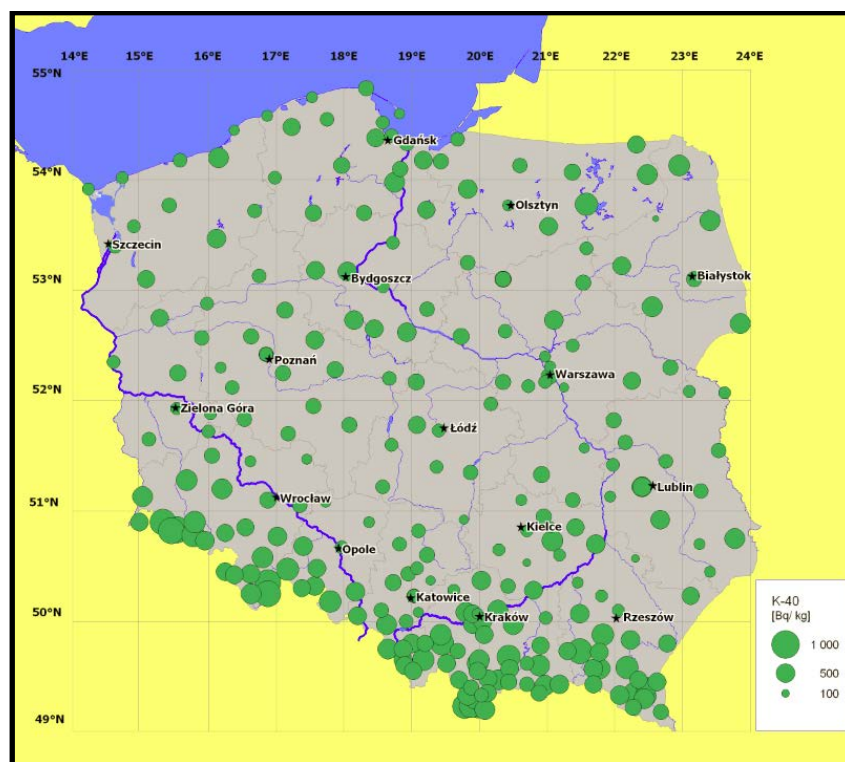 14°E 15°E 16°E 17°E 18°E 19°E 20°E 21°E 22°E 23°E 24°E
55°N
Gdańsk
54°N
Olsztyn
Szczecin
53°N
Bydgoszcz
Białystok
Poznań
Warszawa
52°N
Zielona Góra
Łódź
Lublin
51°N
Wrocław
Kielce
Opole
K-40
[Bq/ kg]
Katowice
50°N
Kraków
Rzeszów
1 000
500
100
49°N